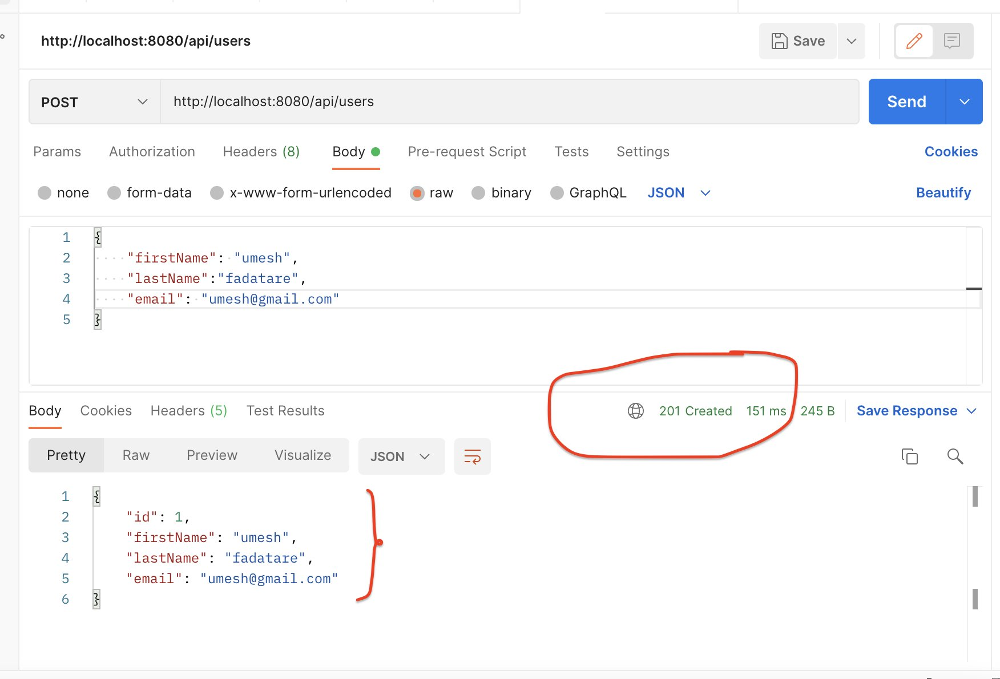 http://localhost:8080/api/users
Save
POST http://localhost:8080/api/users Send
Params Authorization Headers (8) Body Pre-request Script Tests Settings Cookies
none form-data x-www-form-urlencoded raw binary GraphQL JSON Beautify
1 {
2 "firstName": "umesh",
3 "lastName":"fadatare",
4 "email": "umesh@gmail.com"
5 }
Body Cookies Headers (5) Test Results 201 Created 151 ms 245 B Save Response
Pretty Raw Preview Visualize JSON
1 {
2 "id": 1,
3 "firstName": "umesh",
4 "lastName": "fadatare",
5 "email": "umesh@gmail.com"
6 }